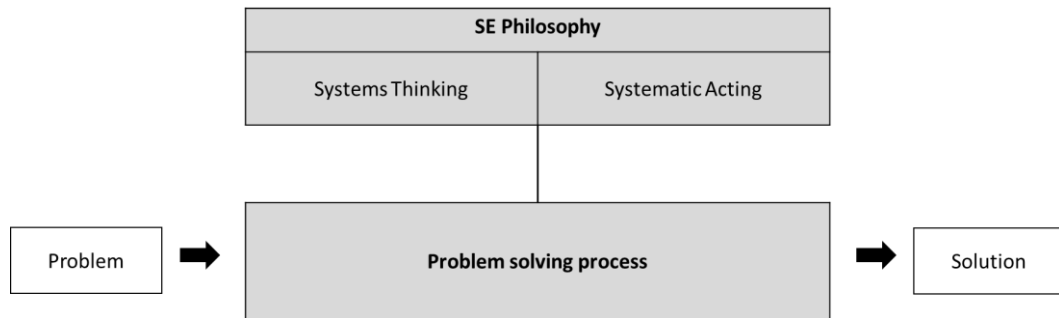 SE Philosophy
Systems Thinking
Systematic Acting
Problem
Problem solving process
Solution